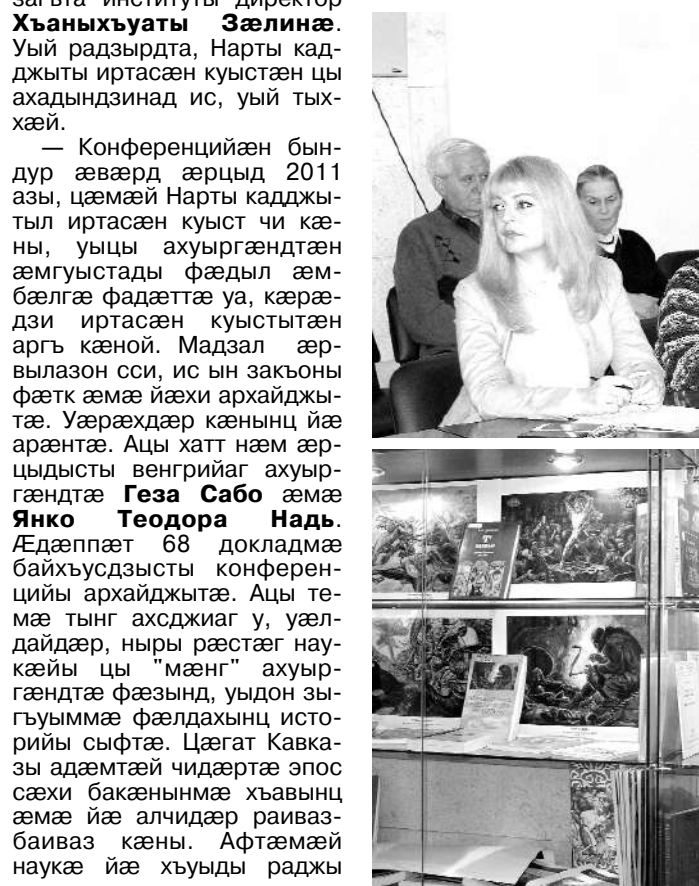 загъта институты директор
Хъаныхъуаты Зæлинæ.
Уый радзырдта, Нарты кад-
джыты иртасæн куыстæн цы
ахадындзинад ис, уый тых-
хæй.
— Конференцийæн бын-
дур æвæрд æрцыд 2011
азы, цæмæй Нарты кадджы-
тыл иртасæн куыст чи кæ-
ны, уыцы ахуыргæндтæн
æмгуыстады фæдыл æм-
бæлгæ фадæттæ уа, кæрæ-
дзи иртасæн куыстытæн
аргъ кæной. Мадзал æр-
вылазон сси, ис ын закъоны
фæтк æмæ йæхи архайджы-
тæ. Уæрæхдæр кæнынц йæ
арæнтæ. Ацы хатт нæм æр-
цыдысты венгрийаг ахуыр-
гæндтæ Геза Сабо æмæ
Янко Теодора Надь.
Æдæппæт 68 докладмæ
байхъусдзысты конферен-
цийы архайджытæ. Ацы те-
мæ тынг ахсджиаг у, уæл-
дайдæр, ныры рæстæг нау-
кæйы цы "мæнг" ахуыр-
гæндтæ фæзынд, уыдон зы-
гъуыммæ фæлдахынц исто-
рийы сыфтæ. Цæгат Кавка-
зы адæмтæй чидæртæ эпос
сæхи бакæнынмæ хъавынц
æмæ йæ алчидæр раиваз-
баиваз кæны. Афтæмæй
наукæ йæ хъуыды раджы